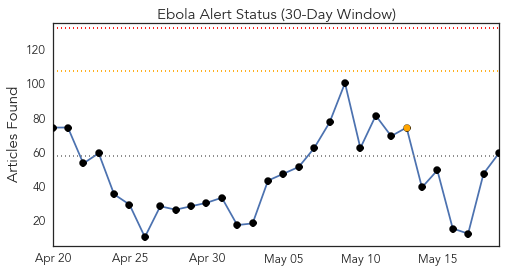 Ebola Alert Status (30-Day Window)
Articles Found
120
100
80
60
40
20
Apr 20 Apr 25 Apr 30 May 05 May 10 May 15